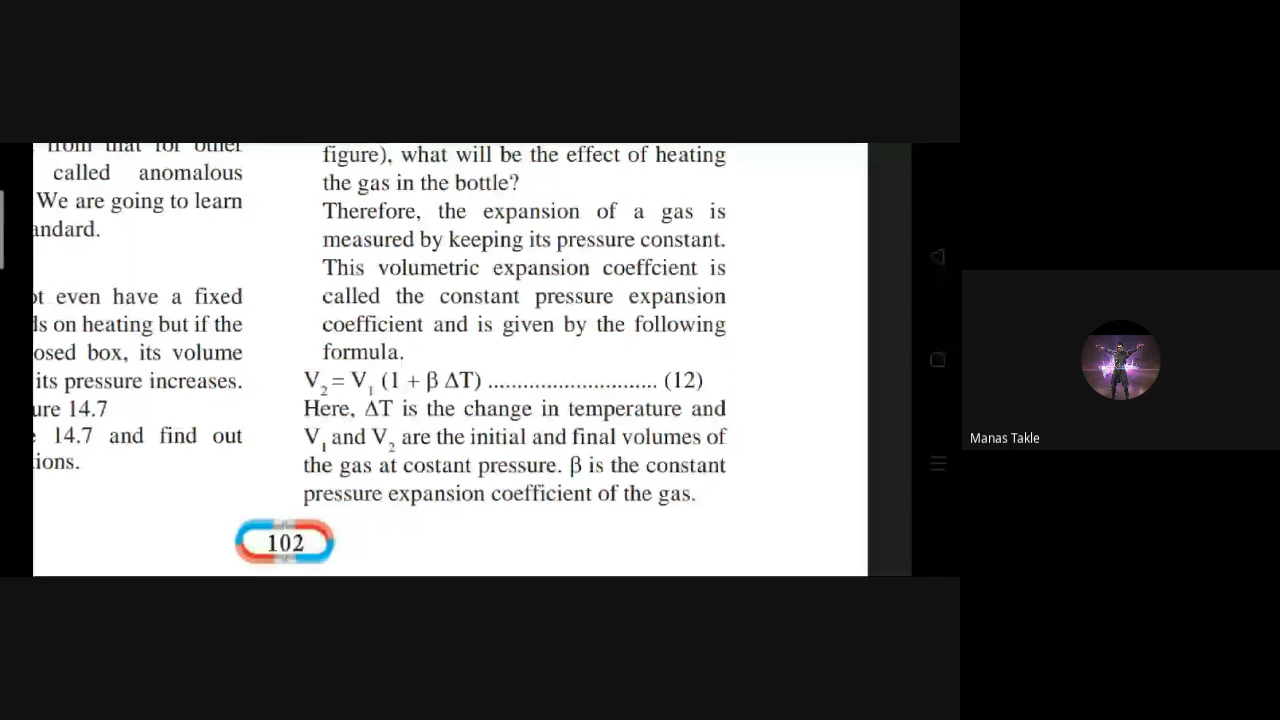 from that for other
called anomalous
We are going to learn
andard.
ot even have a fixed
ds on heating but if the
osed box, its volume
its pressure increases.
ure 14.7
14.7 and find out
ions.
figure), what will be the effect of heating
the gas in the bottle?
Therefore, the expansion of a gas is
measured by keeping its pressure constant.
This volumetric expansion coeffcient is
called the constant pressure expansion
coefficient and is given by the following
formula.
V₂ = V₁ (1 + β ΔT) ............................. (12)
Here, ΔT is the change in temperature and
V₁ and V₂ are the initial and final volumes of
the gas at costant pressure. β is the constant
pressure expansion coefficient of the gas.
102
Manas Takle